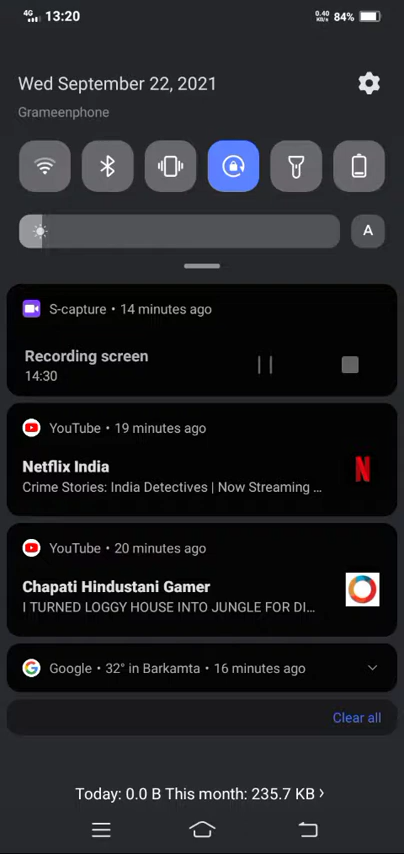 4G 13:20 0.40 KB/s 84%
Wed September 22, 2021
Grameenphone
A
S-capture • 14 minutes ago
Recording screen
14:30
YouTube • 19 minutes ago
Netflix India
Crime Stories: India Detectives | Now Streaming ...
N
YouTube • 20 minutes ago
Chapati Hindustani Gamer
I TURNED LOGGY HOUSE INTO JUNGLE FOR DI...
G Google • 32° in Barkamta • 16 minutes ago
Clear all
Today: 0.0 B This month: 235.7 KB ›